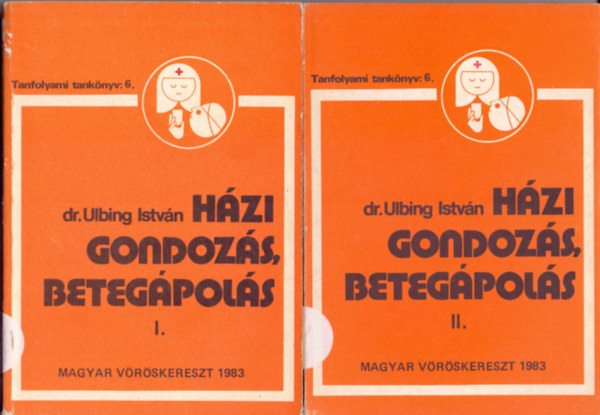 Tanfolyami tankönyv: 6.
dr. Ulbing István HÁZI
GONDOZÁS,
BETEGÁPOLÁS
I.
MAGYAR VÖRÖSKERESZT 1983
Tanfolyami tankönyv: 6.
dr. Ulbing István HÁZI
GONDOZÁS,
BETEGÁPOLÁS
II.
MAGYAR VÖRÖSKERESZT 1983